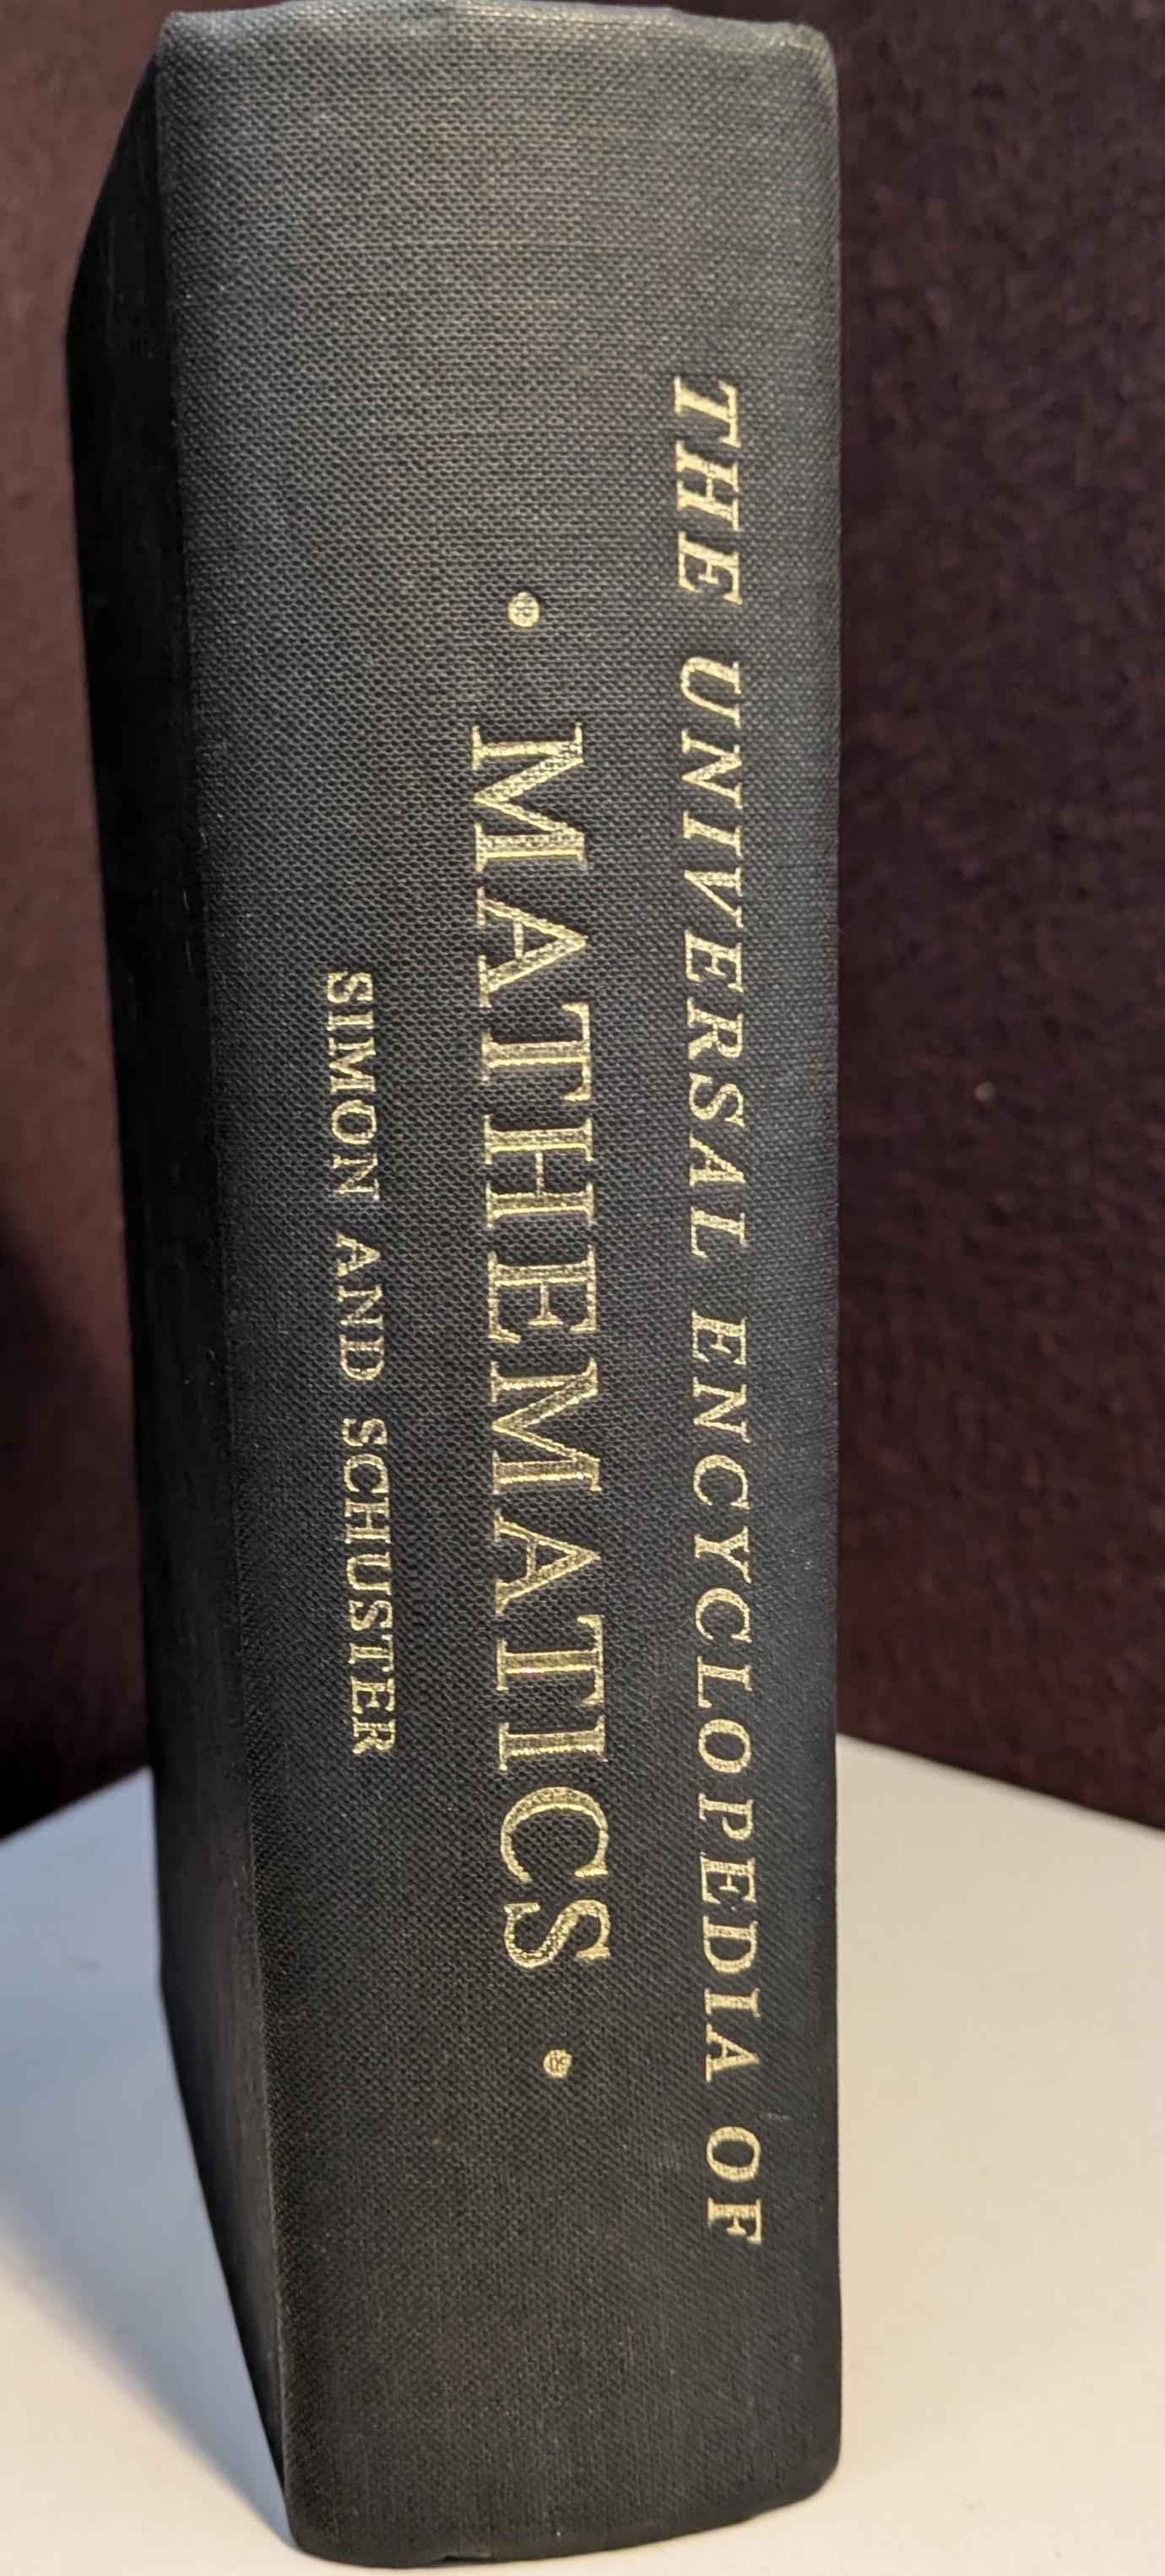 THE UNIVERSAL ENCYCLOPEDIA OF
• MATHEMATICS •
SIMON AND SCHUSTER